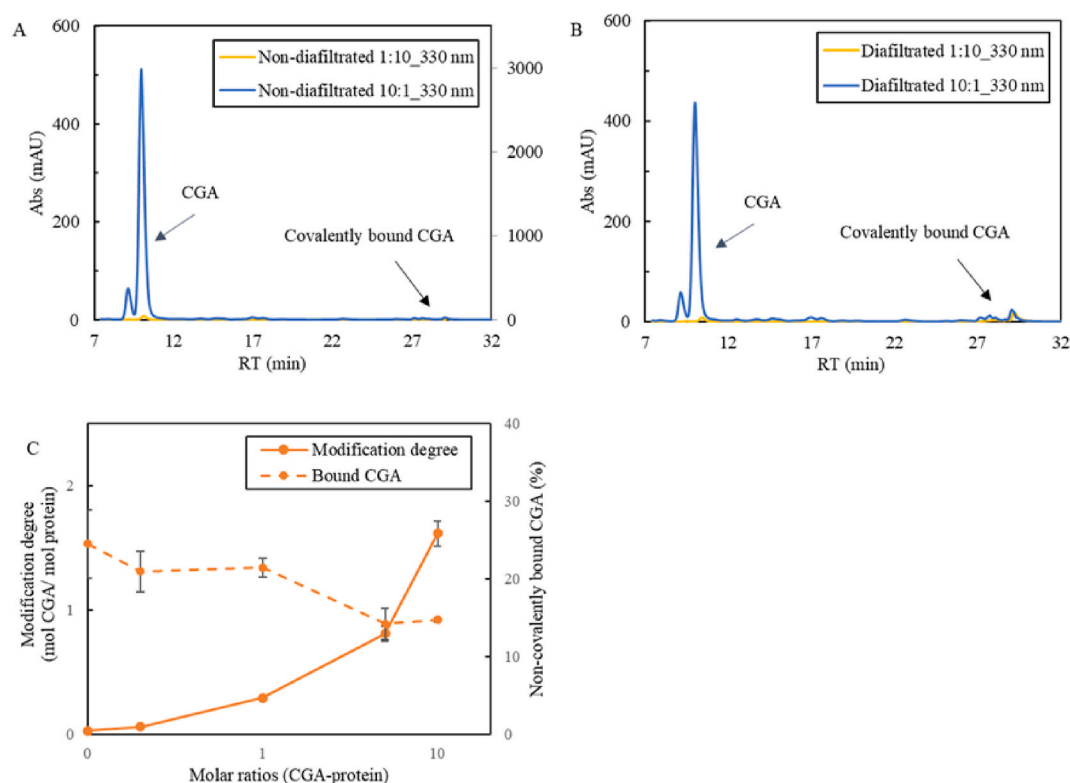 A
600
400
200
0
Abs (mAU)
Non-diafiltrated 1:10_330 nm
Non-diafiltrated 10:1_330 nm
CGA
Covalently bound CGA
3000
2000
1000
0
7 12 17 22 27 32
RT (min)
B
600
500
400
300
200
100
0
Abs (mAU)
Diafiltrated 1:10_330 nm
Diafiltrated 10:1_330 nm
CGA
Covalently bound CGA
7 12 17 22 27 32
RT (min)
C
2
1
0
Modification degree
(mol CGA/ mol protein)
Modification degree
Bound CGA
40
30
20
10
0
Non-covalently bound CGA (%)
0 1 10
Molar ratios (CGA-protein)